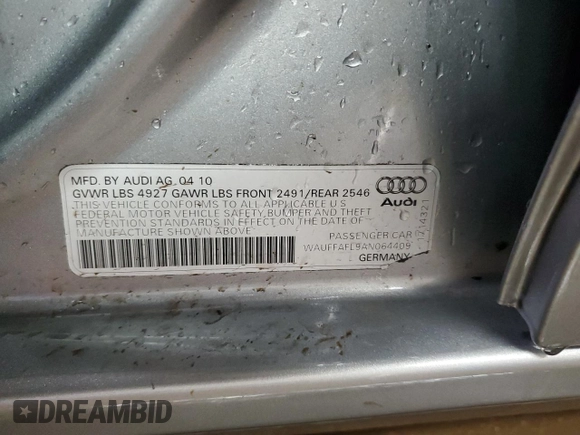 MFD. BY AUDI AG 04 10
GVWR LBS 4927 GAWR LBS FRONT 2491/REAR 2546
THIS VEHICLE CONFORMS TO ALL APPLICABLE U S
FEDERAL MOTOR VEHICLE SAFETY,BUMPER AND THEFT
PREVENTION STANDARDS IN EFFECT ON THE DATE OF
MANUFACTURE SHOWN ABOVE.
Audi
PASSENGER CAR
WAUFFAFL9AN064409
GERMANY
DREAMBID